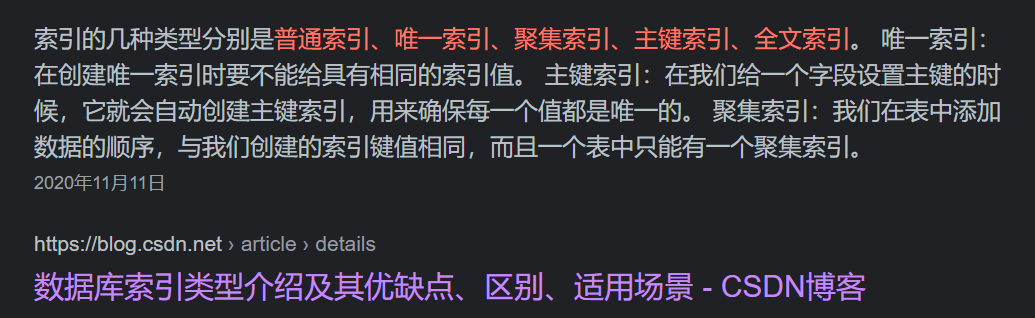 索引的几种类型分别是普通索引、唯一索引、聚集索引、主键索引、全文索引。 唯一索引：
在创建唯一索引时要不能给具有相同的索引值。 主键索引：在我们给一个字段设置主键的时
候，它就会自动创建主键索引，用来确保每一个值都是唯一的。 聚集索引：我们在表中添加
数据的顺序，与我们创建的索引键值相同，而且一个表中只能有一个聚集索引。
2020年11月11日
https://blog.csdn.net › article › details
数据库索引类型介绍及其优缺点、区别、适用场景 - CSDN博客